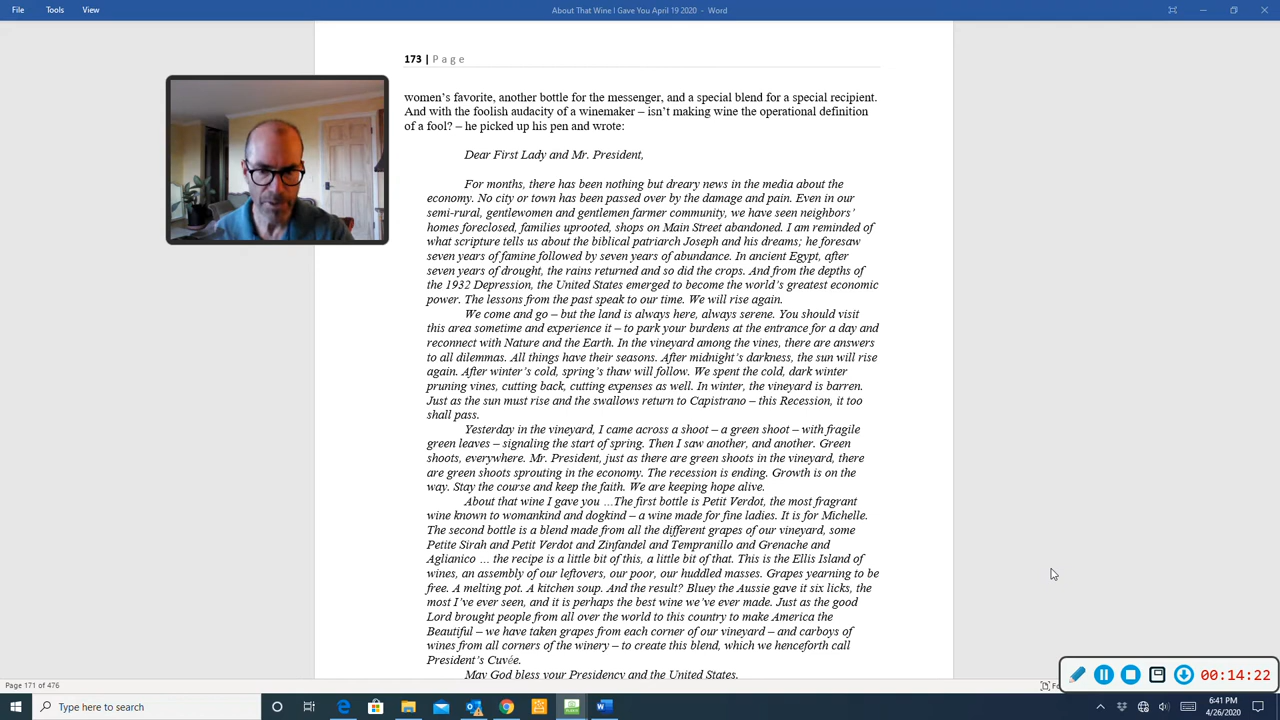 File Tools View About That Wine I Gave You April 19 2020 - Word
173 | Page
women's favorite, another bottle for the messenger, and a special blend for a special recipient.
And with the foolish audacity of a winemaker – isn't making wine the operational definition
of a fool? – he picked up his pen and wrote:
Dear First Lady and Mr. President,
For months, there has been nothing but dreary news in the media about the
economy. No city or town has been passed over by the damage and pain. Even in our
semi-rural, gentlewomen and gentlemen farmer community, we have seen neighbors'
homes foreclosed, families uprooted, shops on Main Street abandoned. I am reminded of
what scripture tells us about the biblical patriarch Joseph and his dreams; he foresaw
seven years of famine followed by seven years of abundance. In ancient Egypt, after
seven years of drought, the rains returned and so did the crops. And from the depths of
the 1932 Depression, the United States emerged to become the world's greatest economic
power. The lessons from the past speak to our time. We will rise again.
We come and go – but the land is always here, always serene. You should visit
this area sometime and experience it – to park your burdens at the entrance for a day and
reconnect with Nature and the Earth. In the vineyard among the vines, there are answers
to all dilemmas. All things have their seasons. After midnight's darkness, the sun will rise
again. After winter's cold, spring's thaw will follow. We spent the cold, dark winter
pruning vines, cutting back, cutting expenses as well. In winter, the vineyard is barren.
Just as the sun must rise and the swallows return to Capistrano – this Recession, it too
shall pass.
Yesterday in the vineyard, I came across a shoot – a green shoot – with fragile
green leaves – signaling the start of spring. Then I saw another, and another. Green
shoots, everywhere. Mr. President, just as there are green shoots in the vineyard, there
are green shoots sprouting in the economy. The recession is ending. Growth is on the
way. Stay the course and keep the faith. We are keeping hope alive.
About that wine I gave you …The first bottle is Petit Verdot, the most fragrant
wine known to womankind and dogkind – a wine made for fine ladies. It is for Michelle.
The second bottle is a blend made from all the different grapes of our vineyard, some
Petite Sirah and Petit Verdot and Zinfandel and Tempranillo and Grenache and
Aglianico … the recipe is a little bit of this, a little bit of that. This is the Ellis Island of
wines, an assembly of our leftovers, our poor, our huddled masses. Grapes yearning to be
free. A melting pot. A kitchen soup. And the result? Bluey the Aussie gave it six licks, the
most I've ever seen, and it is perhaps the best wine we've ever made. Just as the good
Lord brought people from all over the world to this country to make America the
Beautiful – we have taken grapes from each corner of our vineyard – and carboys of
wines from all corners of the winery – to create this blend, which we henceforth call
President's Cuvée.
May God bless your Presidency and the United States.
00:14:22
Page 171 of 476
Type here to search
6:41 PM
4/26/2020